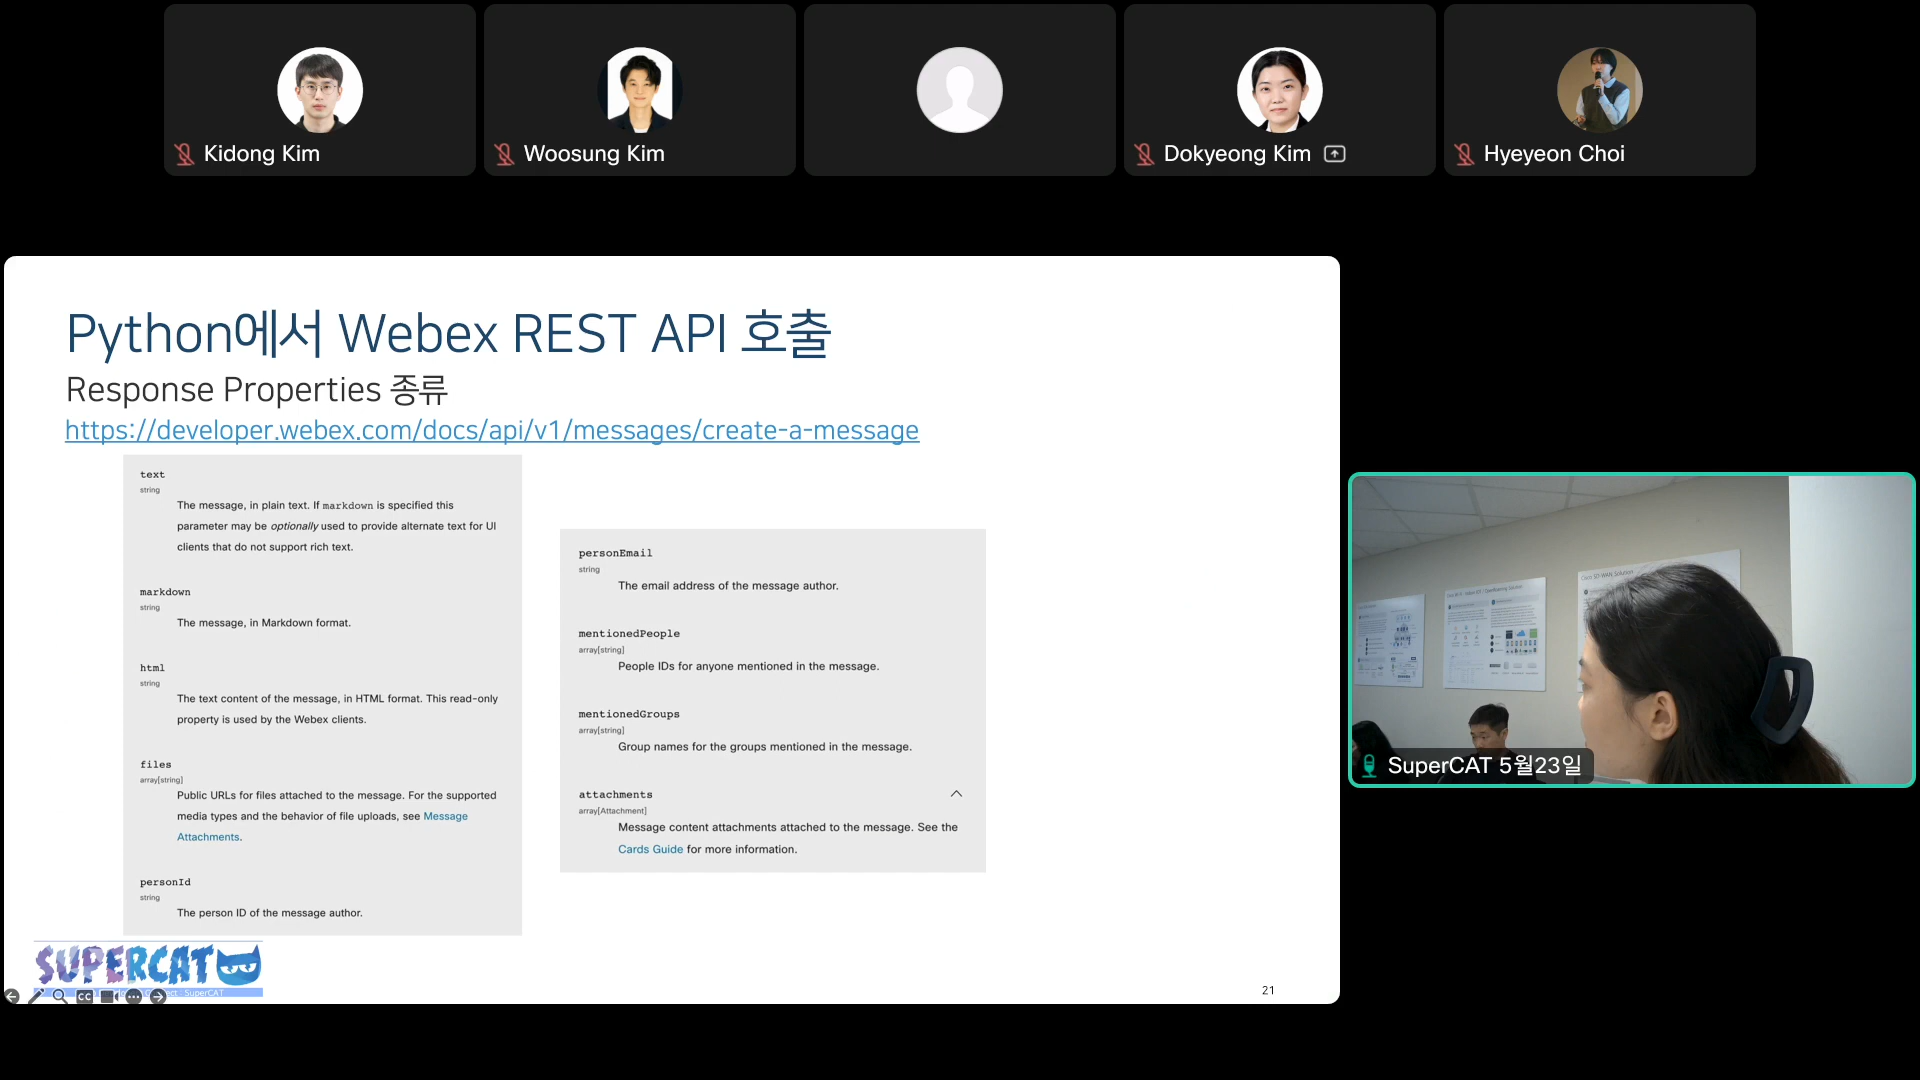 Kidong Kim
Woosung Kim
Dokyeong Kim
Hyeyeon Choi
Python에서 Webex REST API 호출
Response Properties 종류
https://developer.webex.com/docs/api/v1/messages/create-a-message
text
string
The message, in plain text. If markdown is specified this
parameter may be optionally used to provide alternate text for UI
clients that do not support rich text.
markdown
string
The message, in Markdown format.
html
string
The text content of the message, in HTML format. This read-only
property is used by the Webex clients.
files
array[string]
Public URLs for files attached to the message. For the supported
media types and the behavior of file uploads, see Message
Attachments.
personId
string
The person ID of the message author.
personEmail
string
The email address of the message author.
mentionedPeople
array[string]
People IDs for anyone mentioned in the message.
mentionedGroups
array[string]
Group names for the groups mentioned in the message.
attachments
array[Attachment]
Message content attachments attached to the message. See the
Cards Guide for more information.
SUPERCAT
SuperCAT
CC
21
Cisco SD-WAN Solution
SuperCAT 5월23일